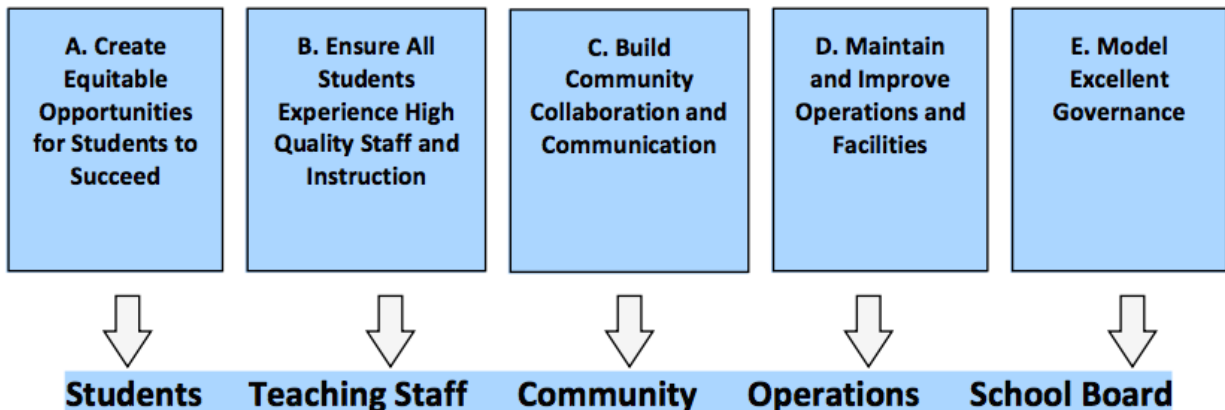 A. Create
Equitable
Opportunities
for Students to
Succeed
B. Ensure All
Students
Experience High
Quality Staff and
Instruction
C. Build
Community
Collaboration and
Communication
D. Maintain
and Improve
Operations and
Facilities
E. Model
Excellent
Governance
Students Teaching Staff Community Operations School Board